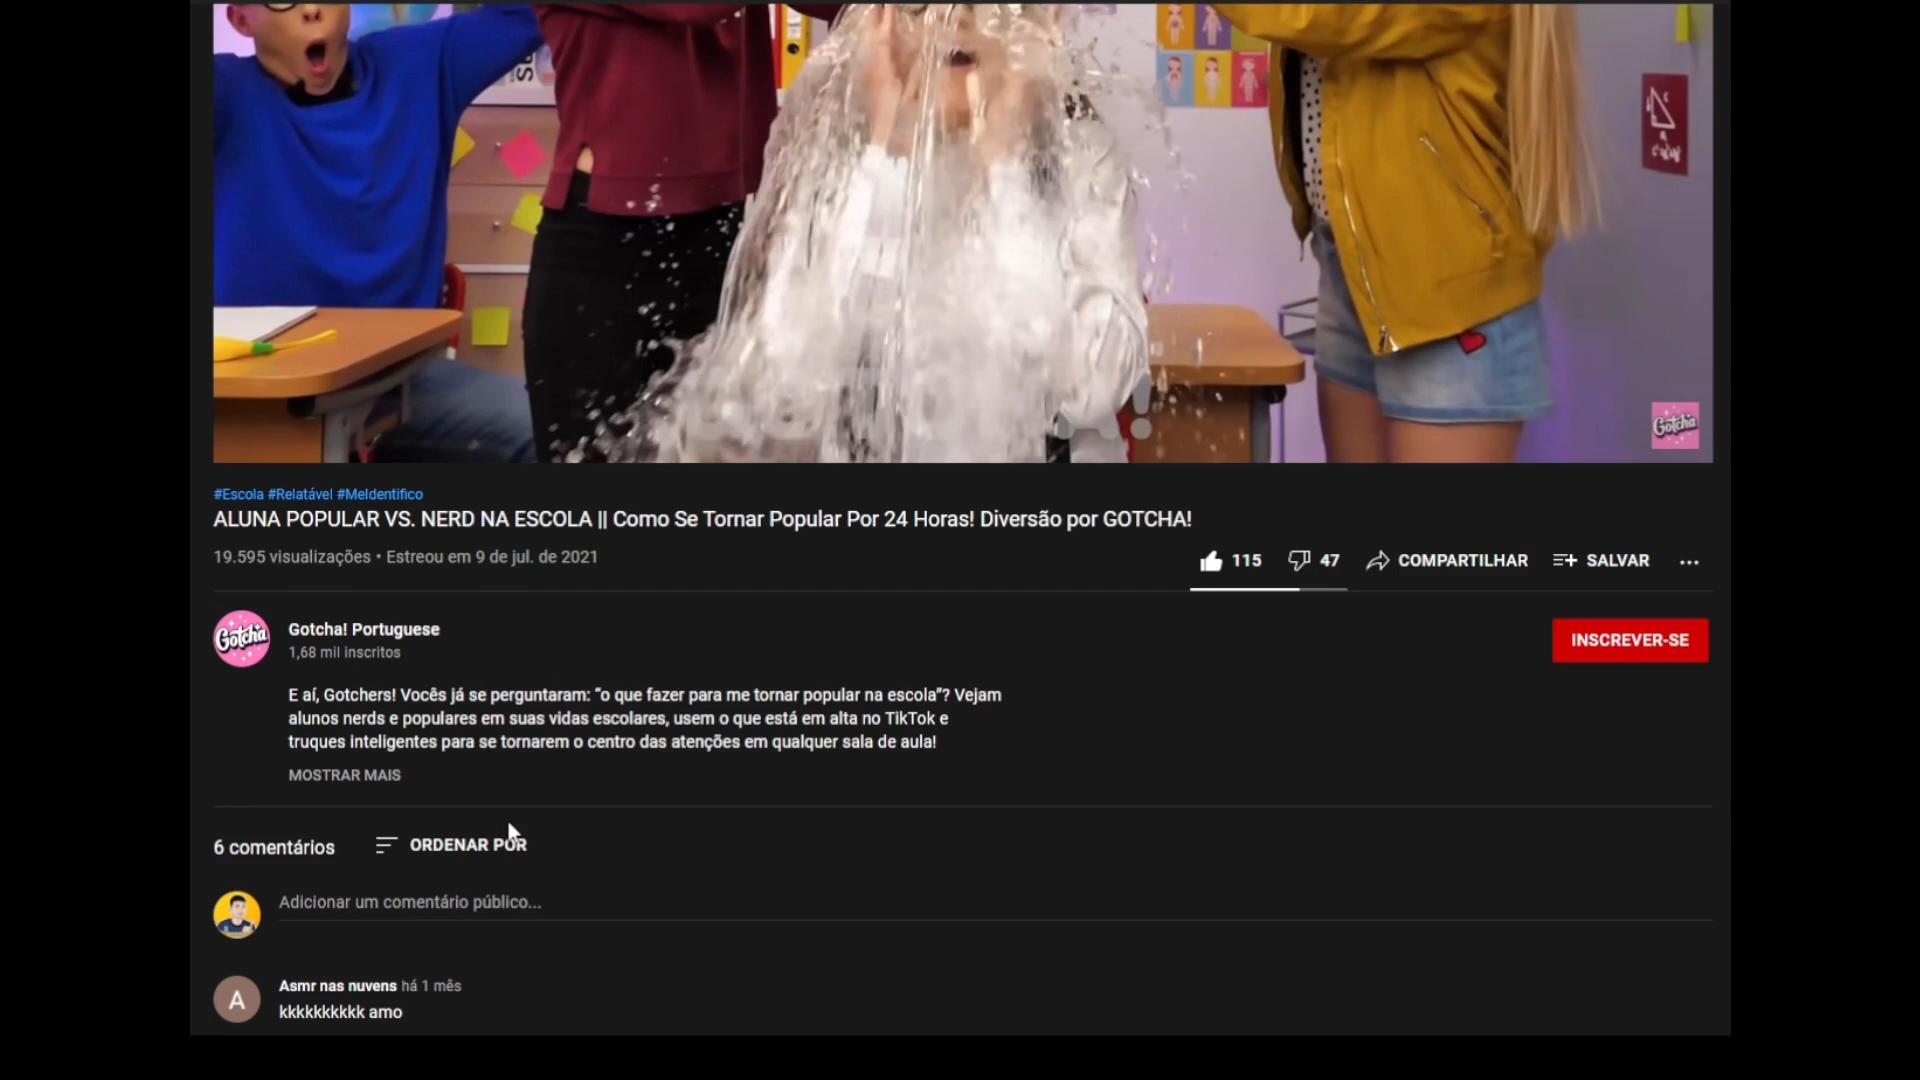 Gotcha
#Escola #Relatável #MeIdentifico
ALUNA POPULAR VS. NERD NA ESCOLA || Como Se Tornar Popular Por 24 Horas! Diversão por GOTCHA!
19.595 visualizações • Estreou em 9 de jul. de 2021
115 47 COMPARTILHAR SALVAR ...
Gotcha!
Gotcha! Portuguese
1,68 mil inscritos
INSCREVER-SE
E aí, Gotchers! Vocês já se perguntaram: “o que fazer para me tornar popular na escola”? Vejam
alunos nerds e populares em suas vidas escolares, usem o que está em alta no TikTok e
truques inteligentes para se tornarem o centro das atenções em qualquer sala de aula!
MOSTRAR MAIS
6 comentários ORDENAR POR
Adicionar um comentário público...
A
Asmr nas nuvens há 1 mês
kkkkkkkkkk amo